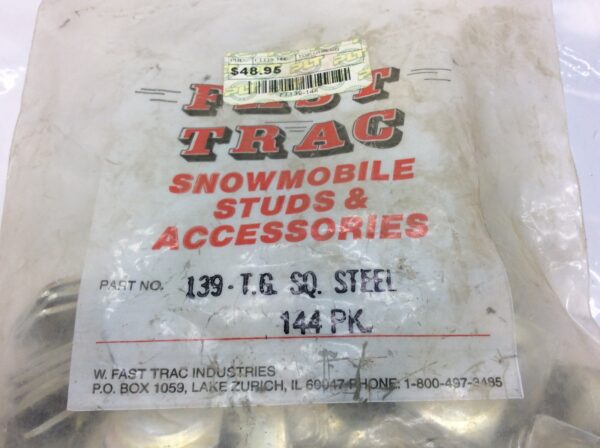 $48.95
FAST
TRAC
SNOWMOBILE
STUDS &
ACCESSORIES
PART NO. 139-T.G. SQ. STEEL
144 PK.
W. FAST TRAC INDUSTRIES
P.O. BOX 1059, LAKE ZURICH, IL 60047 PHONE: 1-800-497-